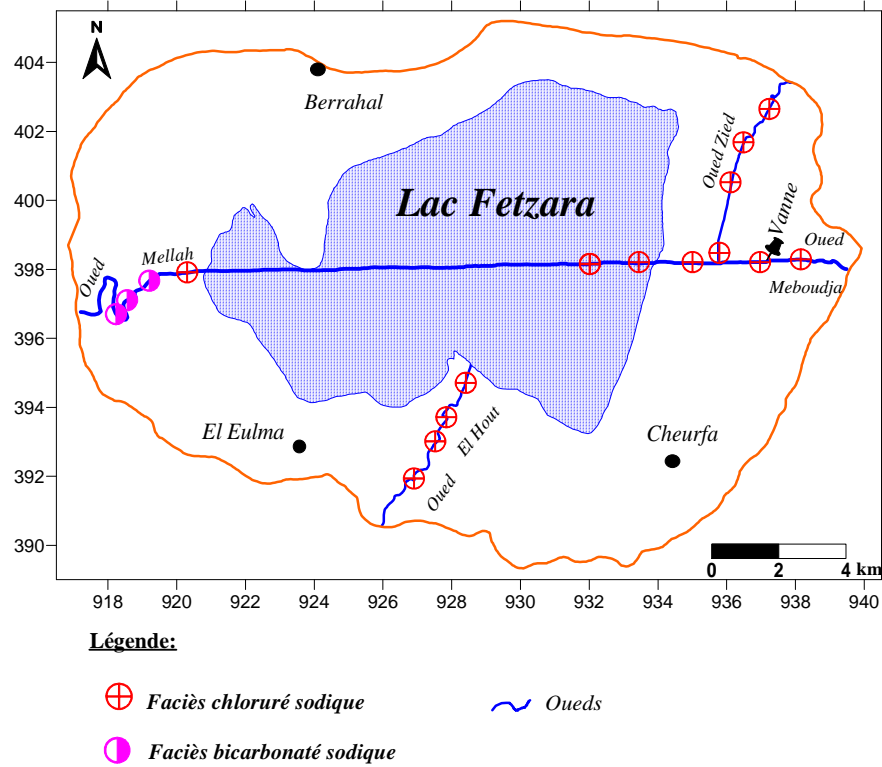 N
404
402
400
398
396
394
392
390
Berrahal
Lac Fetzara
Oued Zied
Vanne
Oued
Meboudja
Mellah
Oued
El Eulma
El Hout
Oued
Cheurfa
0 2 4 km
918 920 922 924 926 928 930 932 934 936 938 940
Légende:
Faciès chloruré sodique
Oueds
Faciès bicarbonaté sodique